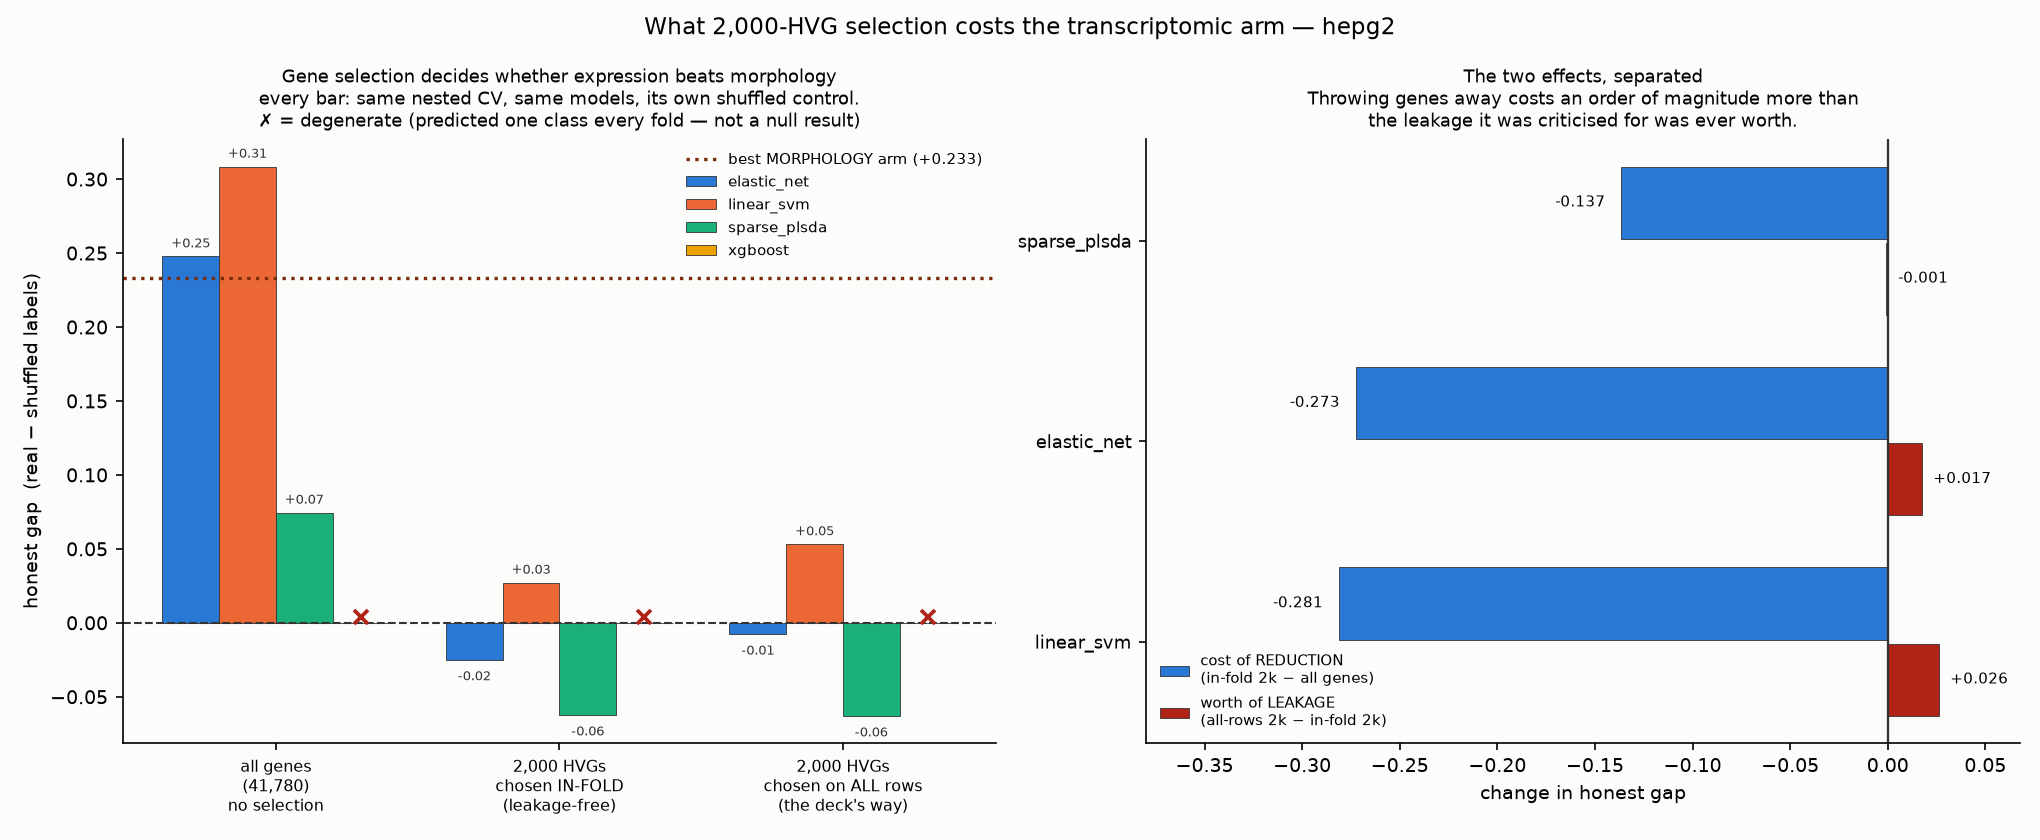 What 2,000-HVG selection costs the transcriptomic arm — hepg2
Gene selection decides whether expression beats morphology
every bar: same nested CV, same models, its own shuffled control.
✗ = degenerate (predicted one class every fold — not a null result)
honest gap (real − shuffled labels)
0.30
0.25
0.20
0.15
0.10
0.05
0.00
−0.05
+0.25
+0.31
+0.07
-0.02
+0.03
-0.06
-0.01
+0.05
-0.06
best MORPHOLOGY arm (+0.233)
elastic_net
linear_svm
sparse_plsda
xgboost
all genes
(41,780)
no selection
2,000 HVGs
chosen IN-FOLD
(leakage-free)
2,000 HVGs
chosen on ALL rows
(the deck's way)
The two effects, separated
Throwing genes away costs an order of magnitude more than
the leakage it was criticised for was ever worth.
sparse_plsda
elastic_net
linear_svm
-0.137
-0.001
-0.273
+0.017
-0.281
+0.026
cost of REDUCTION
(in-fold 2k − all genes)
worth of LEAKAGE
(all-rows 2k − in-fold 2k)
−0.35
−0.30
−0.25
−0.20
−0.15
−0.10
−0.05
0.00
0.05
change in honest gap